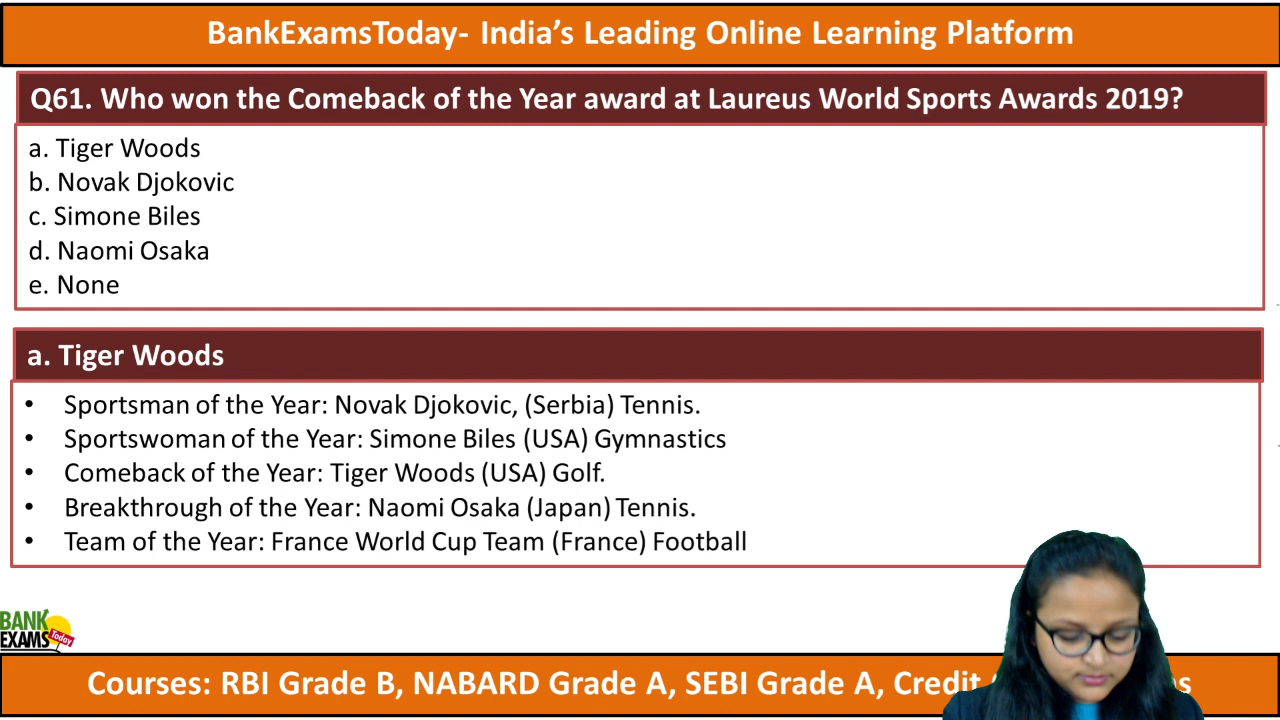 BankExamsToday- India's Leading Online Learning Platform
Q61. Who won the Comeback of the Year award at Laureus World Sports Awards 2019?
a. Tiger Woods
b. Novak Djokovic
c. Simone Biles
d. Naomi Osaka
e. None
a. Tiger Woods
• Sportsman of the Year: Novak Djokovic, (Serbia) Tennis.
• Sportswoman of the Year: Simone Biles (USA) Gymnastics
• Comeback of the Year: Tiger Woods (USA) Golf.
• Breakthrough of the Year: Naomi Osaka (Japan) Tennis.
• Team of the Year: France World Cup Team (France) Football
BANK
EXAMS Today
Courses: RBI Grade B, NABARD Grade A, SEBI Grade A, Credit